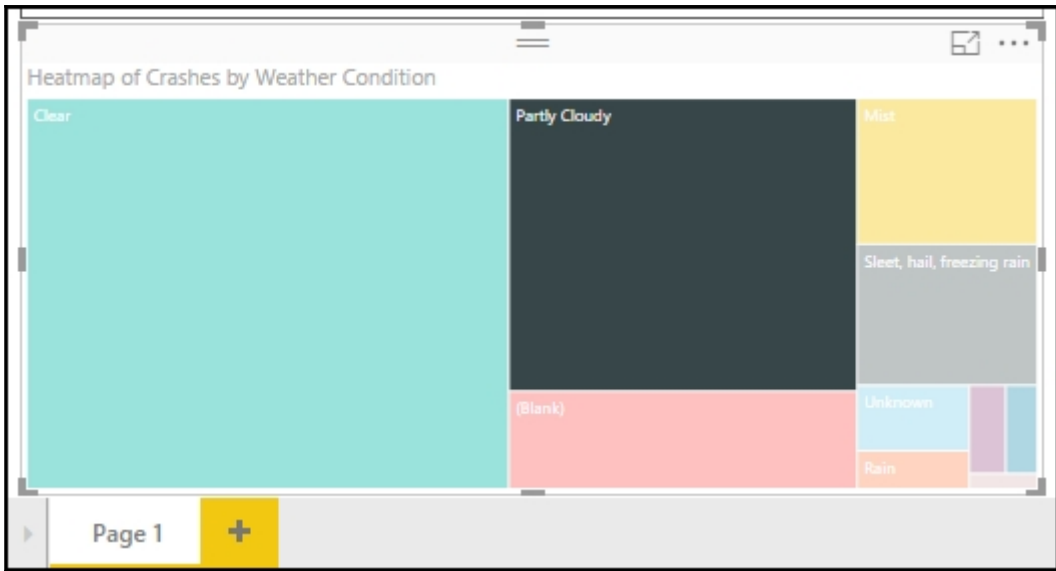 Heatmap of Crashes by Weather Condition
Clear
Partly Cloudy
Mist
Sleet, hail, freezing rain
(Blank)
Unknown
Rain
Page 1